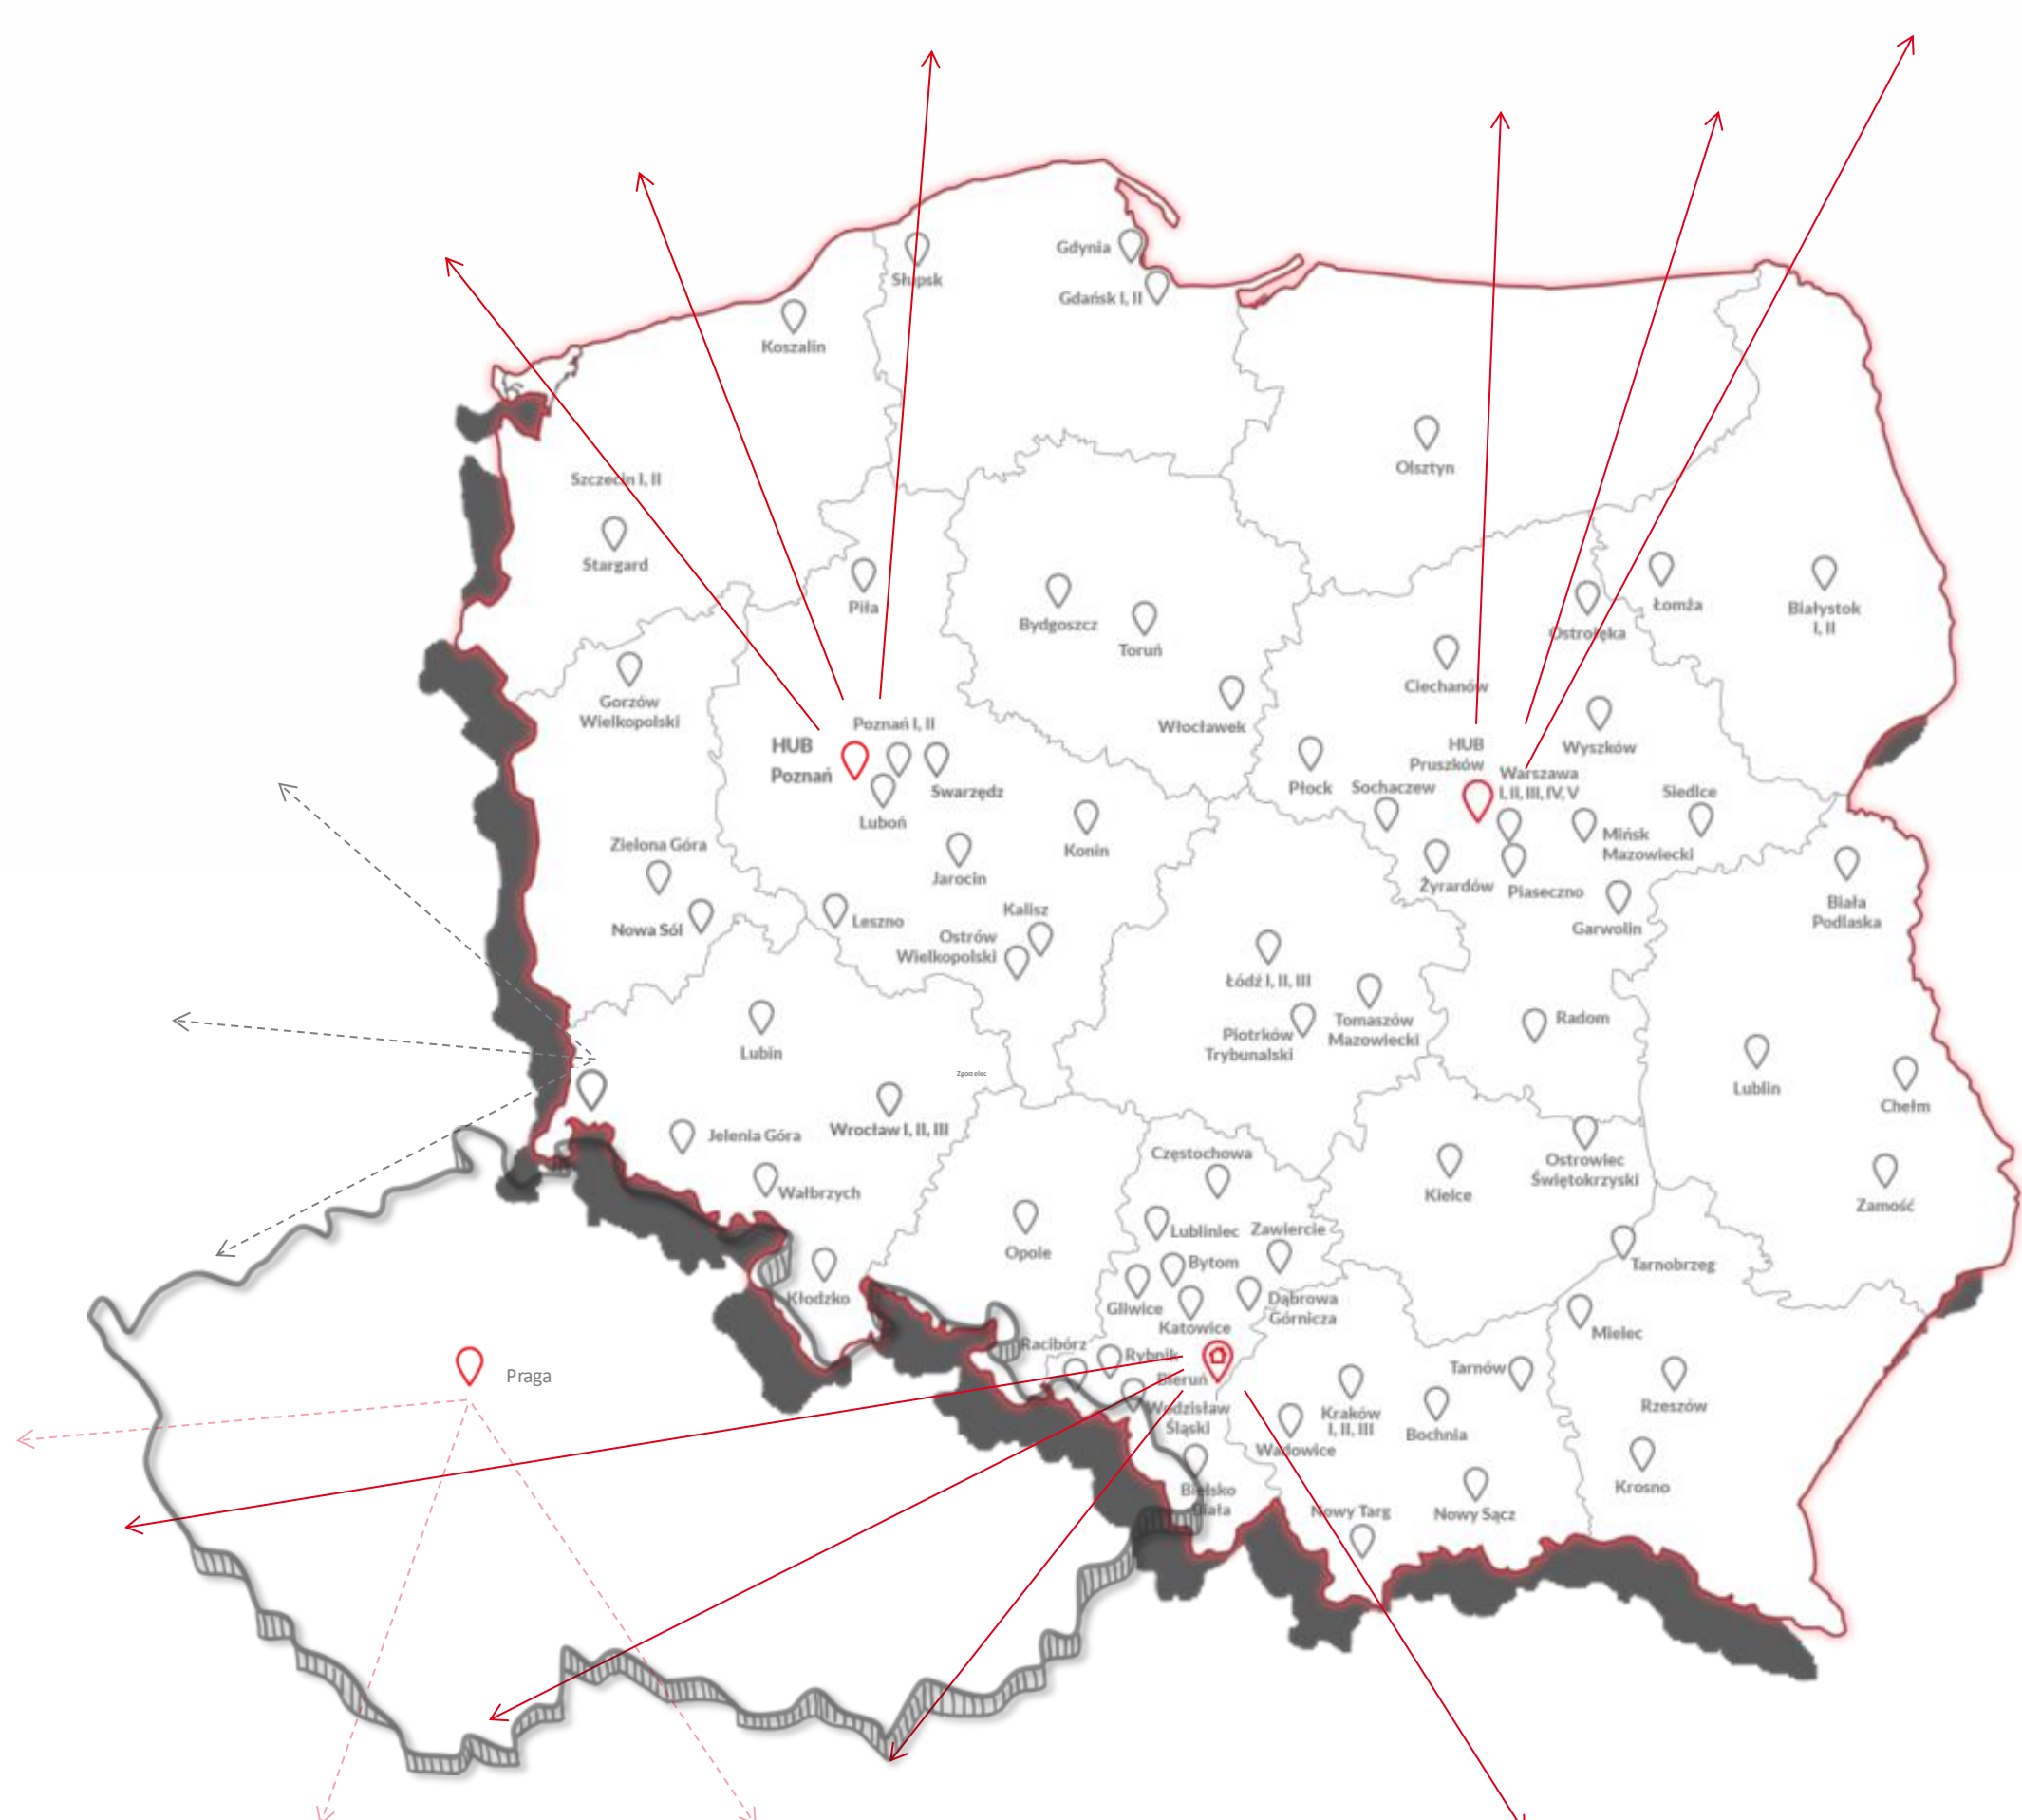 Gdynia
Słupsk
Gdańsk I, II
Koszalin
Olsztyn
Szczecin I, II
Stargard
Piła
Łomża
Białystok
I, II
Bydgoszcz
Ostrołęka
Toruń
Ciechanów
Gorzów
Wielkopolski
Włocławek
Poznań I, II
HUB
Poznań
HUB
Pruszków
Wyszków
Warszawa
I, II, III, IV, V
Płock
Sochaczew
Siedlce
Swarzędz
Luboń
Mińsk
Mazowiecki
Zielona Góra
Konin
Jarocin
Żyrardów
Piaseczno
Biała
Podlaska
Kalisz
Leszno
Nowa Sól
Garwolin
Ostrów
Wielkopolski
Łódź I, II, III
Radom
Tomaszów
Mazowiecki
Piotrków
Trybunalski
Lubin
Zgorzelec
Lublin
Chełm
Wrocław I, II, III
Jelenia Góra
Częstochowa
Ostrowiec
Świętokrzyski
Kielce
Wałbrzych
Zamość
Lubliniec
Zawiercie
Opole
Bytom
Tarnobrzeg
Kłodzko
Gliwice
Dąbrowa
Górnicza
Katowice
Mielec
Racibórz
Rybnik
Bieruń
Tarnów
Praga
Wodzisław
Śląski
Kraków
I, II, III
Bochnia
Rzeszów
Wadowice
Krosno
Bielsko
Biała
Nowy Targ
Nowy Sącz